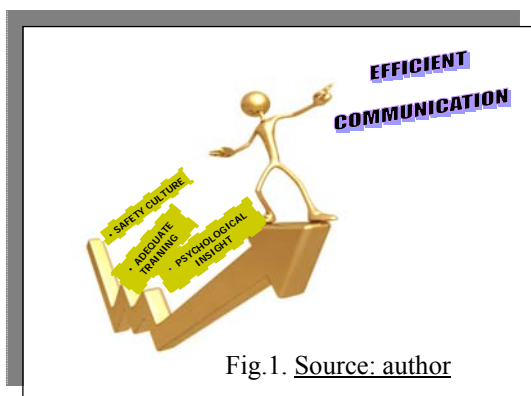 EFFICIENT
COMMUNICATION
• SAFETY CULTURE
• ADEQUATE
TRAINING
• PSYCHOLOGICAL
INSIGHT
Fig.1. Source: author